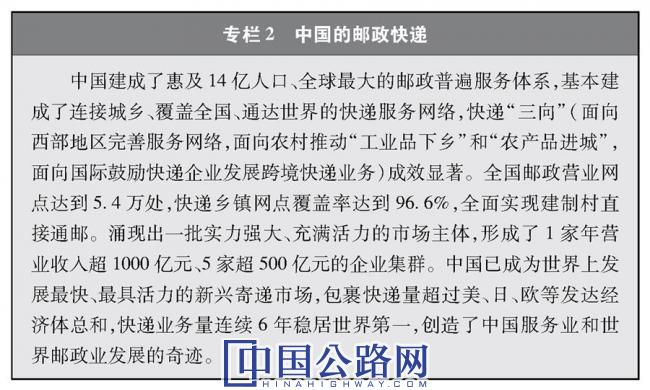 专栏2 中国的邮政快递
中国建成了惠及14亿人口、全球最大的邮政普遍服务体系,基本建
成了连接城乡、覆盖全国、通达世界的快递服务网络,快递“三向”(面向
西部地区完善服务网络,面向农村推动“工业品下乡”和“农产品进城”,
面向国际鼓励快递企业发展跨境快递业务)成效显著。全国邮政营业网
点达到5.4万处,快递乡镇网点覆盖率达到96.6%,全面实现建制村直
接通邮。涌现出一批实力强大、充满活力的市场主体,形成了1家年营
业收入超1000亿元、5家超500亿元的企业集群。中国已成为世界上发
展最快、最具活力的新兴寄递市场,包裹快递量超过美、日、欧等发达经
济体总和,快递业务量连续6年稳居世界第一,创造了中国服务业和世
界邮政业发展的奇迹。
中国公路网
HINAHIGHWAY.COM